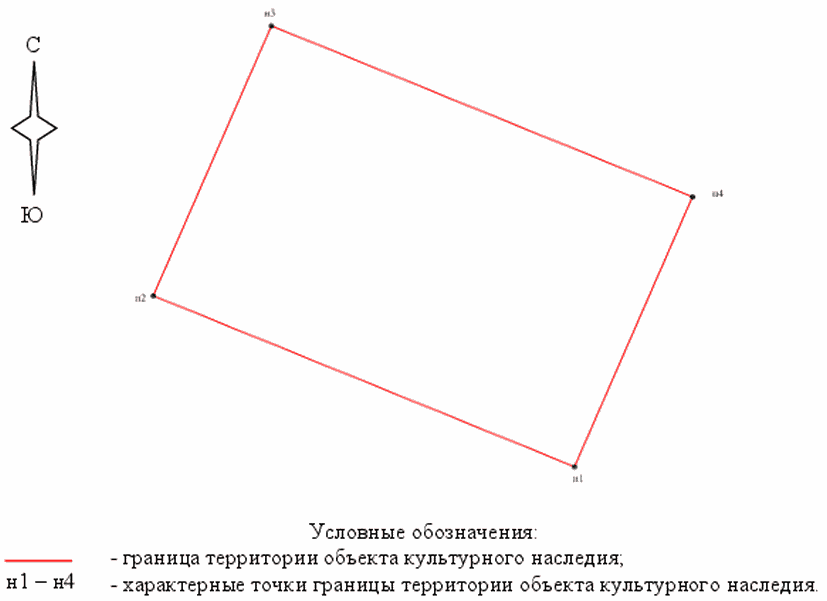 н3
С
н4
Ю
н2
н1
Условные обозначения:
- граница территории объекта культурного наследия;
н1 – н4 - характерные точки границы территории объекта культурного наследия.